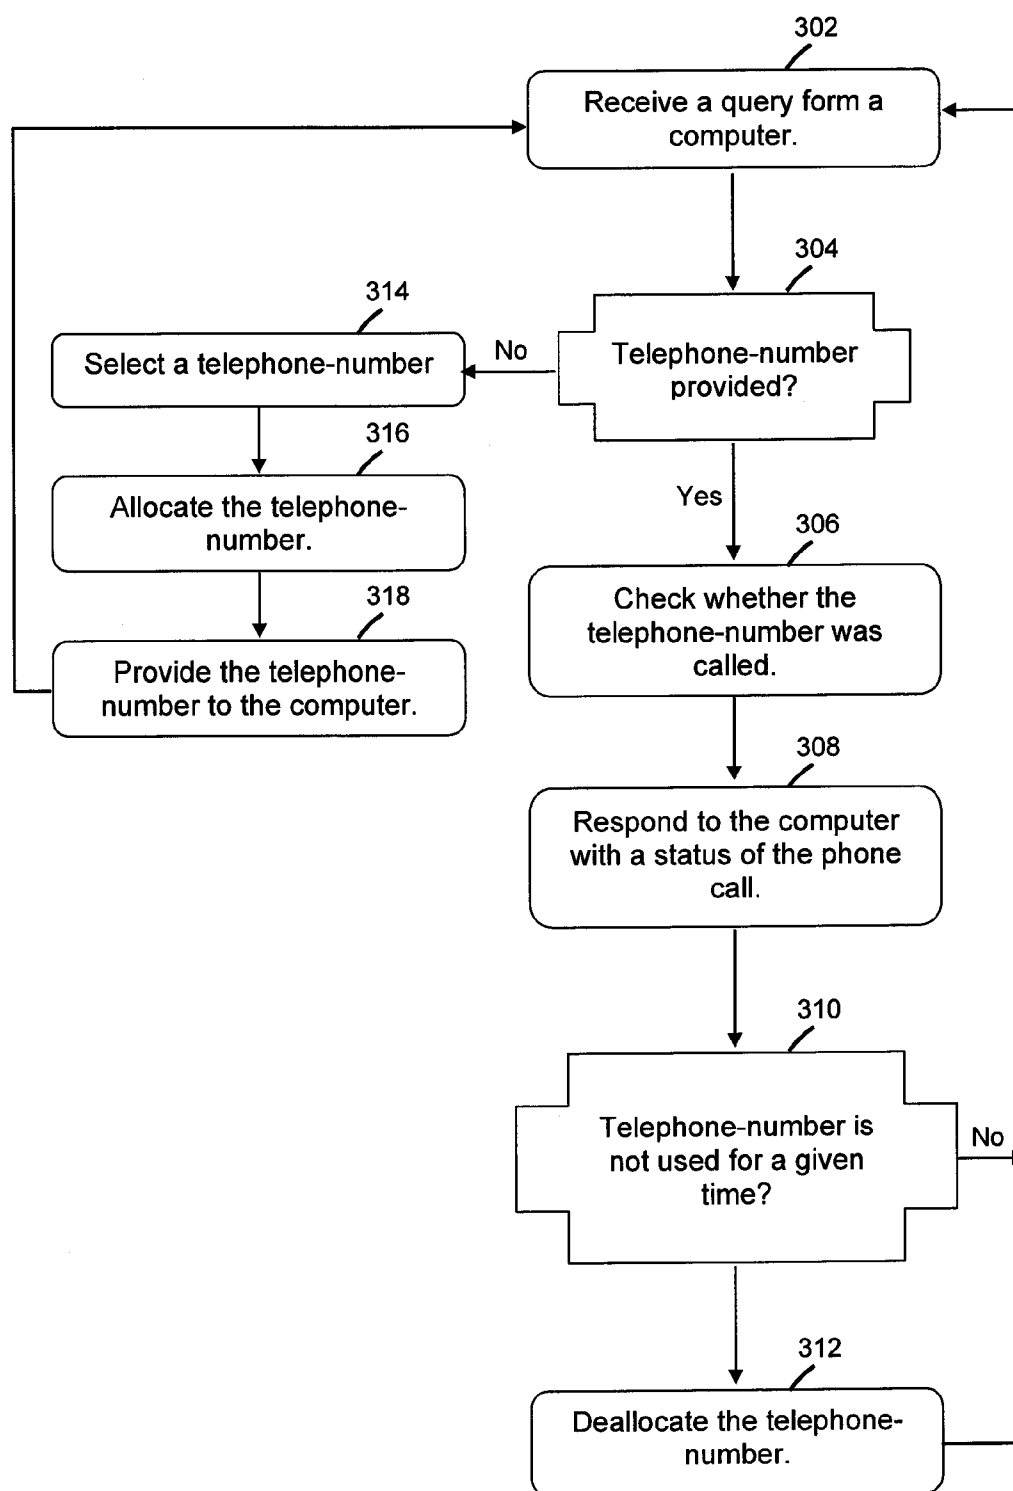 302
Receive a query form a
computer.
304
Telephone-number
provided?
No
314
Select a telephone-number
316
Allocate the telephone-
number.
318
Provide the telephone-
number to the computer.
Yes
306
Check whether the
telephone-number was
called.
308
Respond to the computer
with a status of the phone
call.
310
Telephone-number is
not used for a given
time?
No
312
Deallocate the telephone-
number.